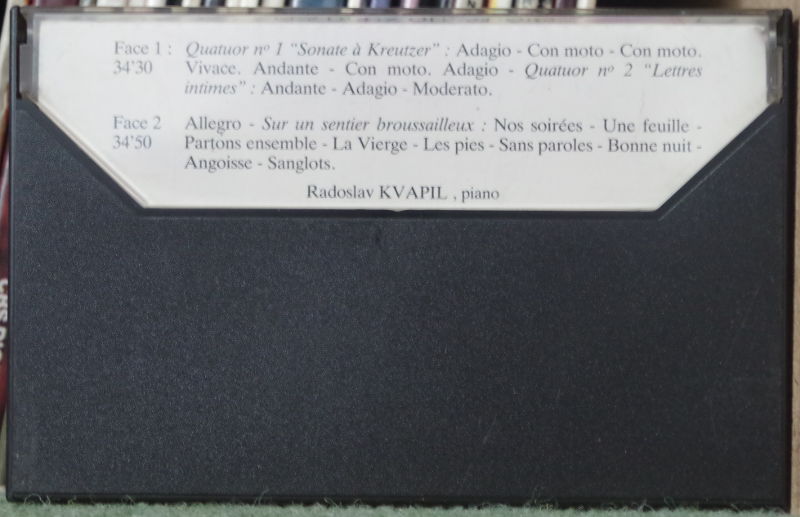 Face 1 : Quatuor nº 1 “Sonate à Kreutzer” : Adagio - Con moto - Con moto.
34’30 Vivace. Andante - Con moto. Adagio - Quatuor nº 2 “Lettres
intimes” : Andante - Adagio - Moderato.
Face 2 Allegro - Sur un sentier broussailleux : Nos soirées - Une feuille -
34’50 Partons ensemble - La Vierge - Les pies - Sans paroles - Bonne nuit -
Angoisse - Sanglots.
Radoslav KVAPIL , piano